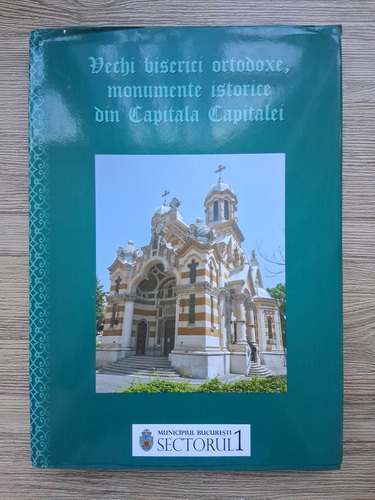 Vechi biserici ortodoxe,
monumente istorice
din Capitala Capitalei
MUNICIPIUL BUCUREȘTI
SECTORUL 1